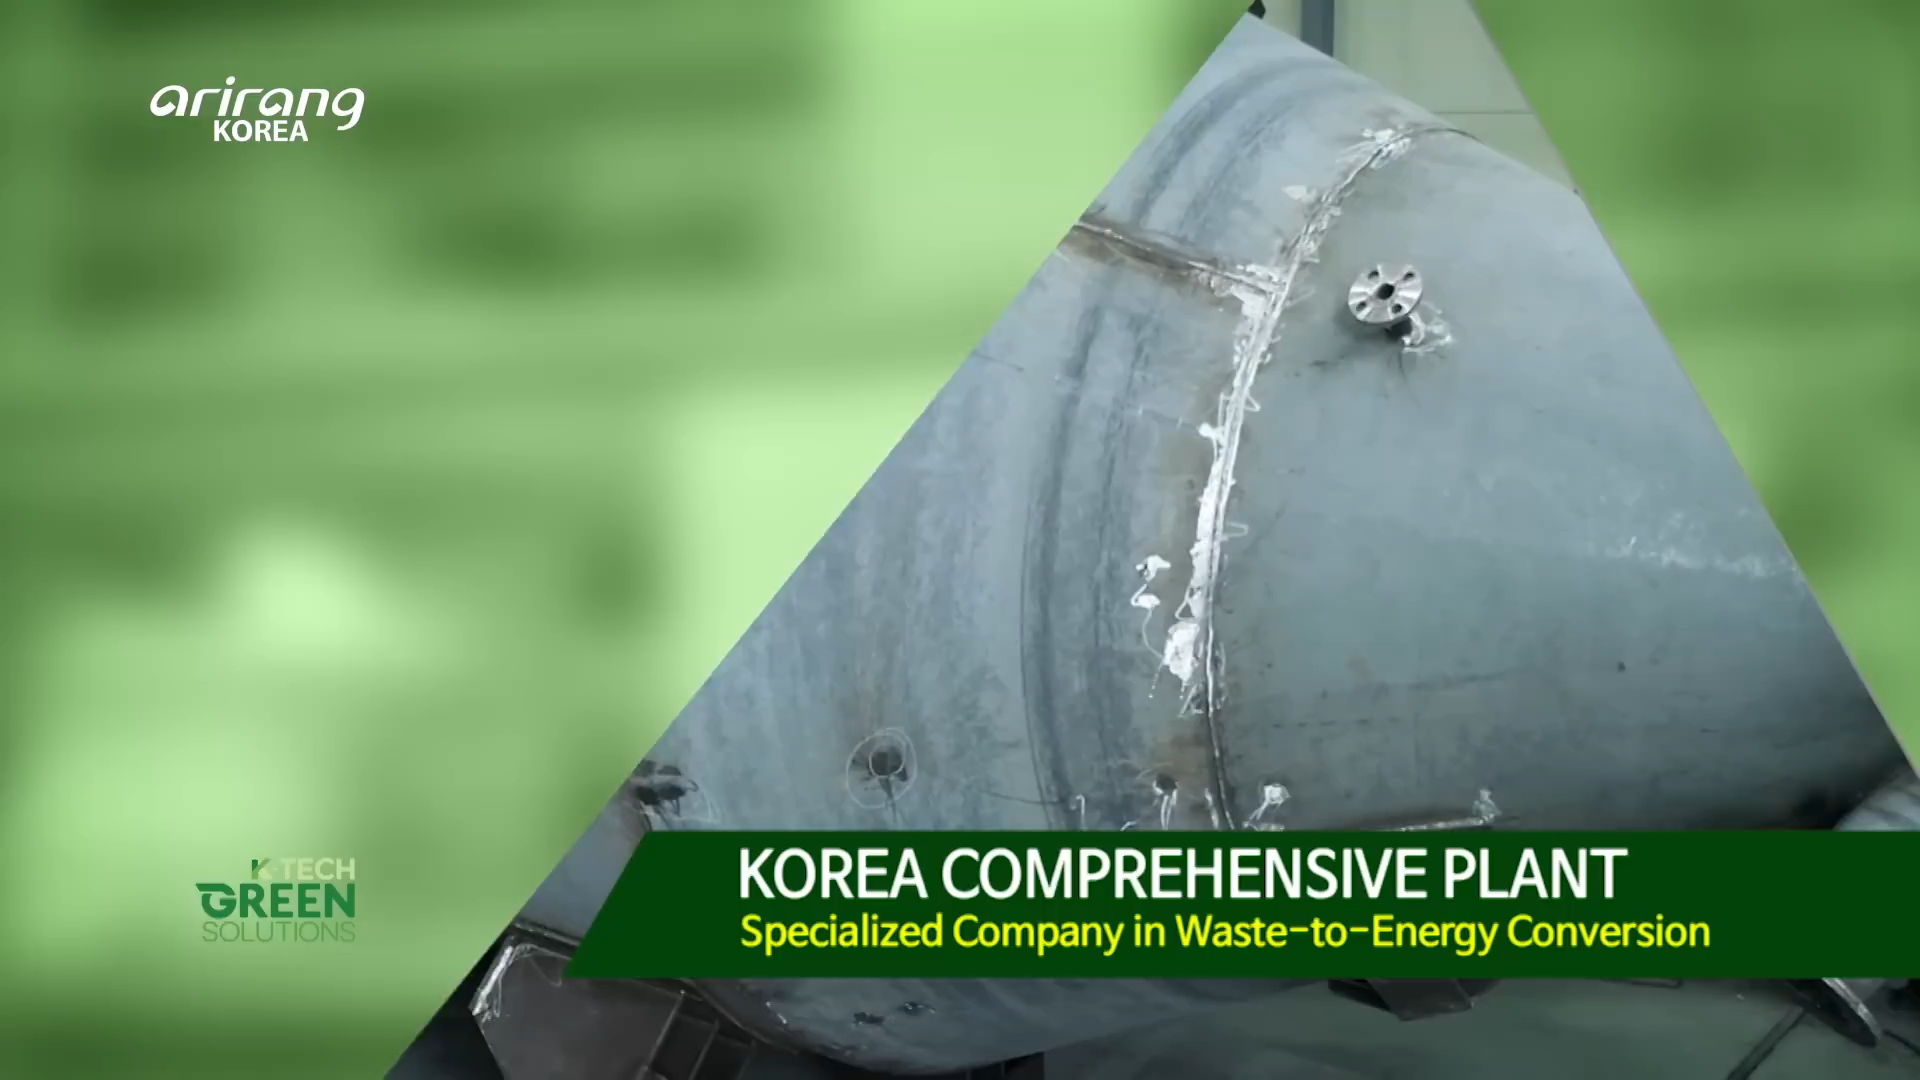 arirang
KOREA
K-TECH
GREEN
SOLUTIONS
KOREA COMPREHENSIVE PLANT
Specialized Company in Waste-to-Energy Conversion